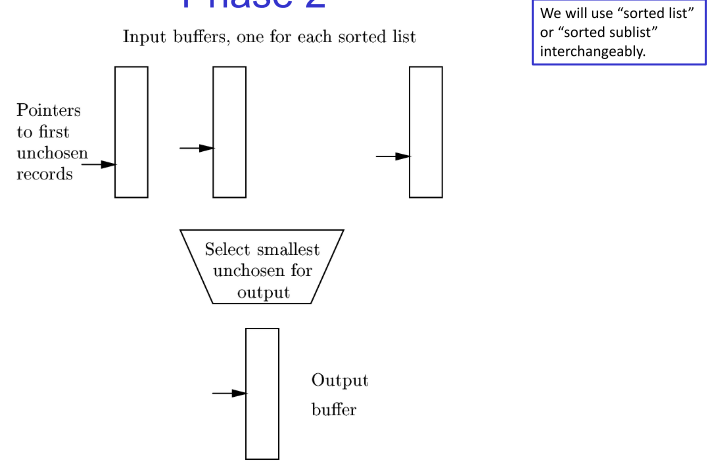 Phase 2
We will use “sorted list”
or “sorted sublist”
interchangeably.
Input buffers, one for each sorted list
Pointers
to first
unchosen
records
Select smallest
unchosen for
output
Output
buffer